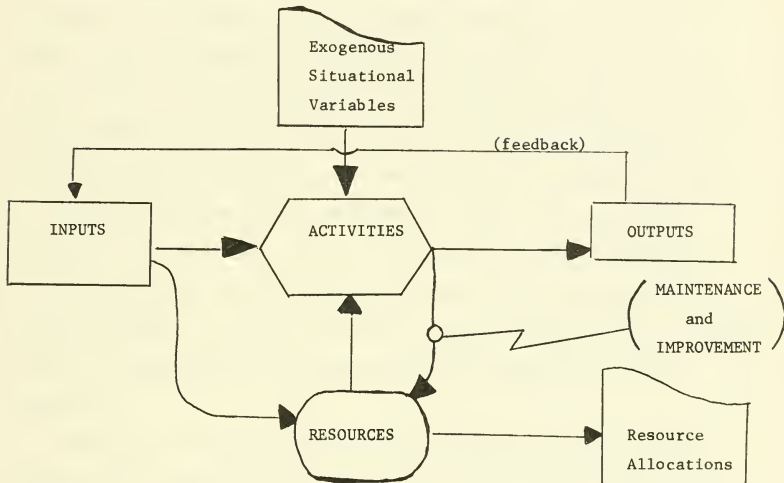 Exogenous
Situational
Variables
(feedback)
INPUTS
ACTIVITIES
OUTPUTS
MAINTENANCE
and
IMPROVEMENT
RESOURCES
Resource
Allocations